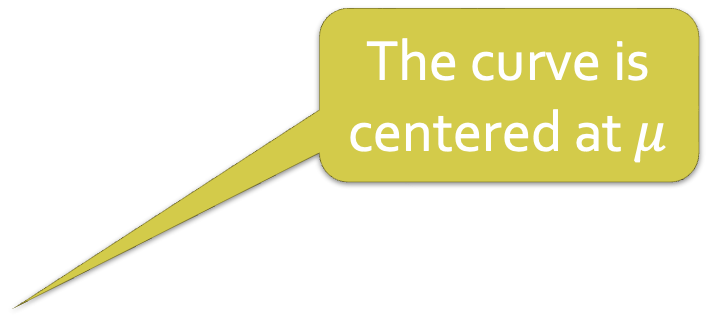 The curve is
centered at 𝜇